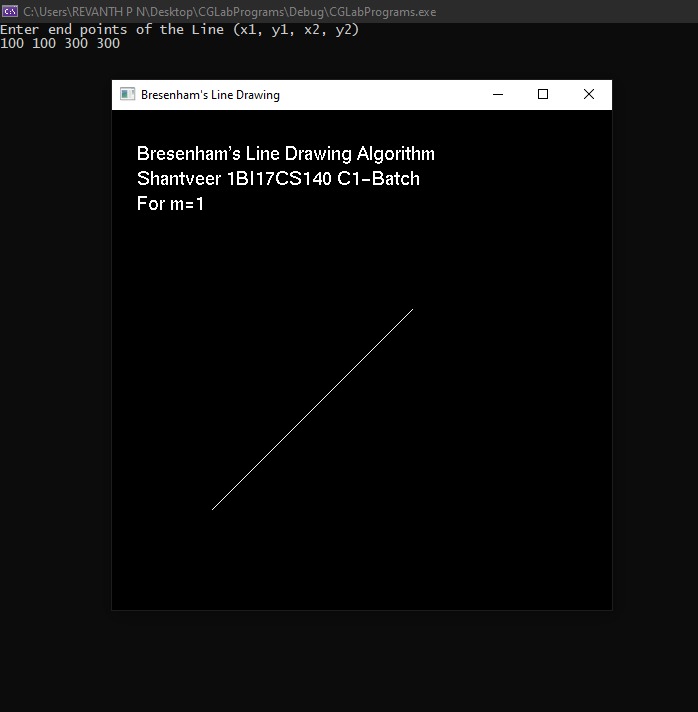 C:\Users\REVANTH P N\Desktop\CGLabPrograms\Debug\CGLabPrograms.exe
Enter end points of the Line (x1, y1, x2, y2)
100 100 300 300
Bresenham's Line Drawing
Bresenham's Line Drawing Algorithm
Shantveer 1BI17CS140 C1-Batch
For m=1